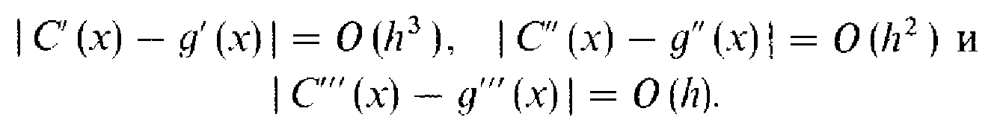 | C′(x) − g′(x)| = O(h³), | C″(x) − g″(x)| = O(h²) и
| C‴(x) − g‴(x)| = O(h).